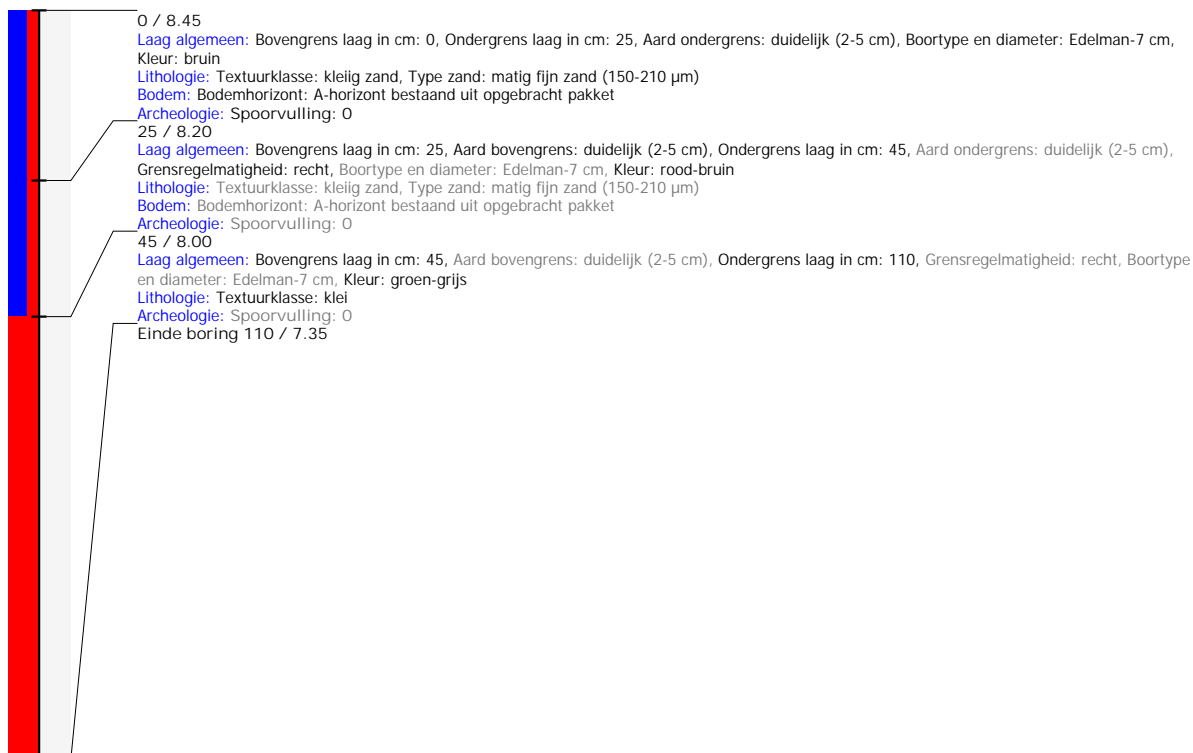 0 / 8.45
Laag algemeen: Bovengrens laag in cm: 0, Ondergrens laag in cm: 25, Aard ondergrens: duidelijk (2-5 cm), Boortype en diameter: Edelman-7 cm,
Kleur: bruin
Lithologie: Textuurklasse: kleiig zand, Type zand: matig fijn zand (150-210 µm)
Bodem: Bodemhorizont: A-horizont bestaand uit opgebracht pakket
Archeologie: Spoorvulling: 0
25 / 8.20
Laag algemeen: Bovengrens laag in cm: 25, Aard bovengrens: duidelijk (2-5 cm), Ondergrens laag in cm: 45, Aard ondergrens: duidelijk (2-5 cm),
Grensregelmatigheid: recht, Boortype en diameter: Edelman-7 cm, Kleur: rood-bruin
Lithologie: Textuurklasse: kleiig zand, Type zand: matig fijn zand (150-210 µm)
Bodem: Bodemhorizont: A-horizont bestaand uit opgebracht pakket
Archeologie: Spoorvulling: 0
45 / 8.00
Laag algemeen: Bovengrens laag in cm: 45, Aard bovengrens: duidelijk (2-5 cm), Ondergrens laag in cm: 110, Grensregelmatigheid: recht, Boortype
en diameter: Edelman-7 cm, Kleur: groen-grijs
Lithologie: Textuurklasse: klei
Archeologie: Spoorvulling: 0
Einde boring 110 / 7.35